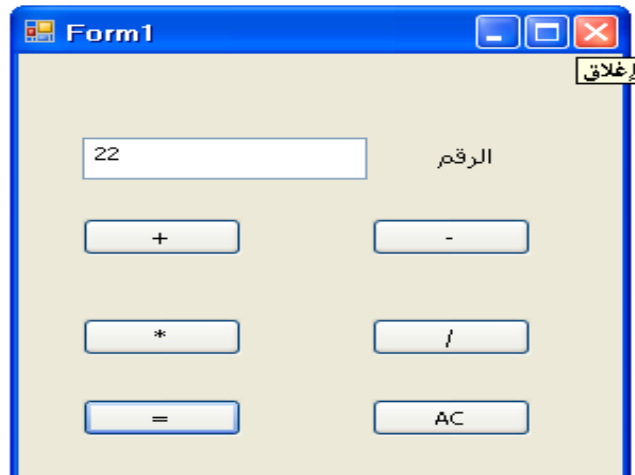 Form1
إغلاق
22 الرقم
+ -
* /
= AC